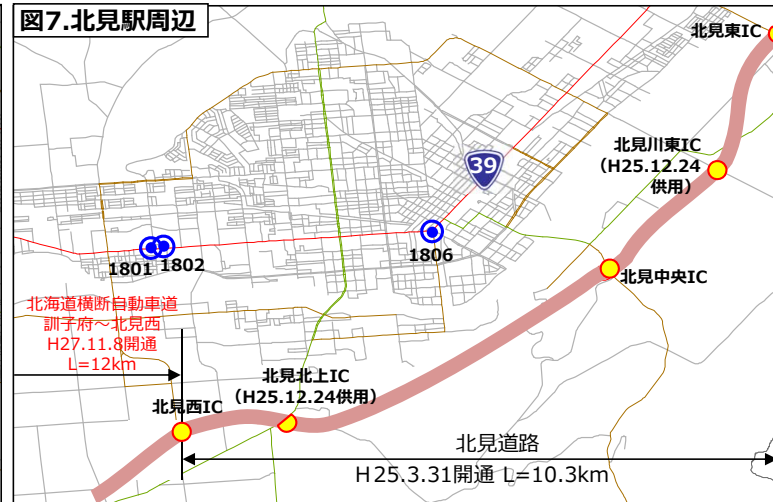 図7.北見駅周辺
北見東IC
北見川東IC
(H25.12.24
供用)
39
1801
1802
1806
北見中央IC
北海道横断自動車道
訓子府～北見西
H27.11.8開通
L=12km
北見北上IC
(H25.12.24供用)
北見西IC
北見道路
H25.3.31開通 L=10.3km